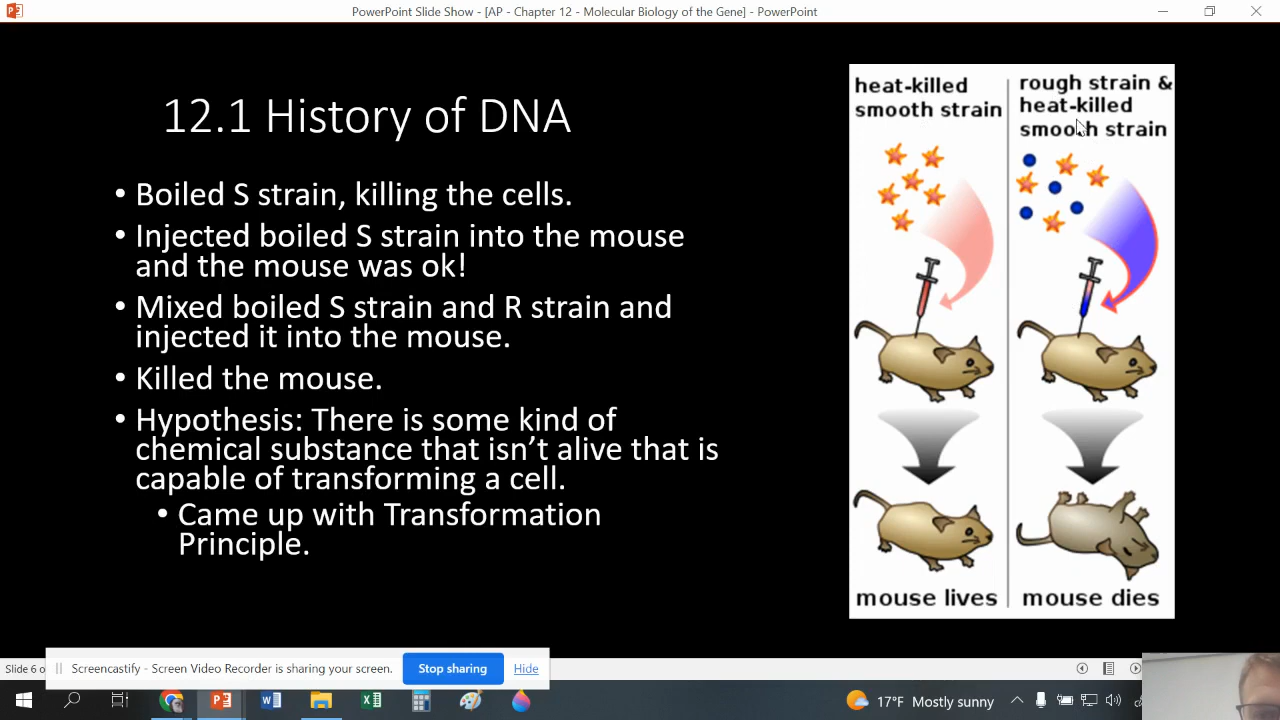 PowerPoint Slide Show - [AP - Chapter 12 - Molecular Biology of the Gene] - PowerPoint
12.1 History of DNA
• Boiled S strain, killing the cells.
• Injected boiled S strain into the mouse
and the mouse was ok!
• Mixed boiled S strain and R strain and
injected it into the mouse.
• Killed the mouse.
• Hypothesis: There is some kind of
chemical substance that isn't alive that is
capable of transforming a cell.
• Came up with Transformation
Principle.
heat-killed
smooth strain
rough strain &
heat-killed
smooth strain
mouse lives
mouse dies
Slide 6 o
Screencastify - Screen Video Recorder is sharing your screen.
Stop sharing
Hide
17°F Mostly sunny